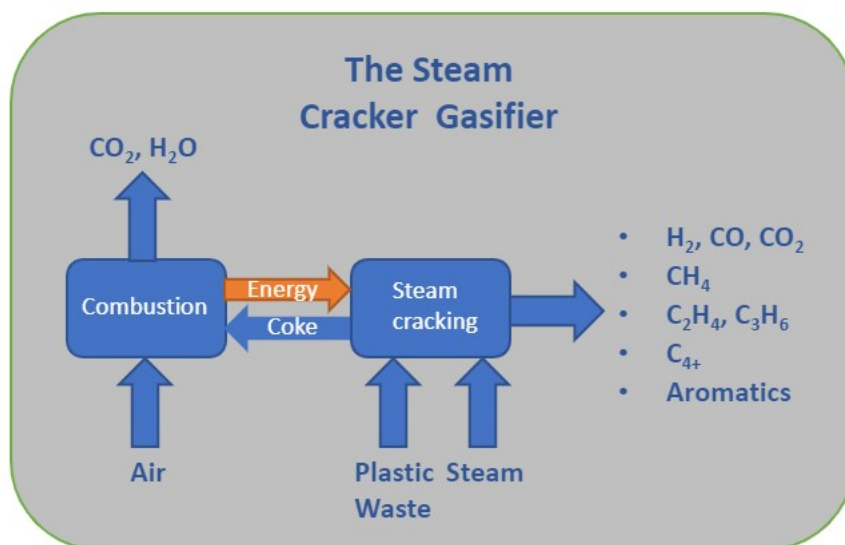 The Steam
Cracker Gasifier
CO₂, H₂O
Combustion
Energy
Coke
Steam
cracking
• H₂, CO, CO₂
• CH₄
• C₂H₄, C₃H₆
• C₄₊
• Aromatics
Air
Plastic Steam
Waste